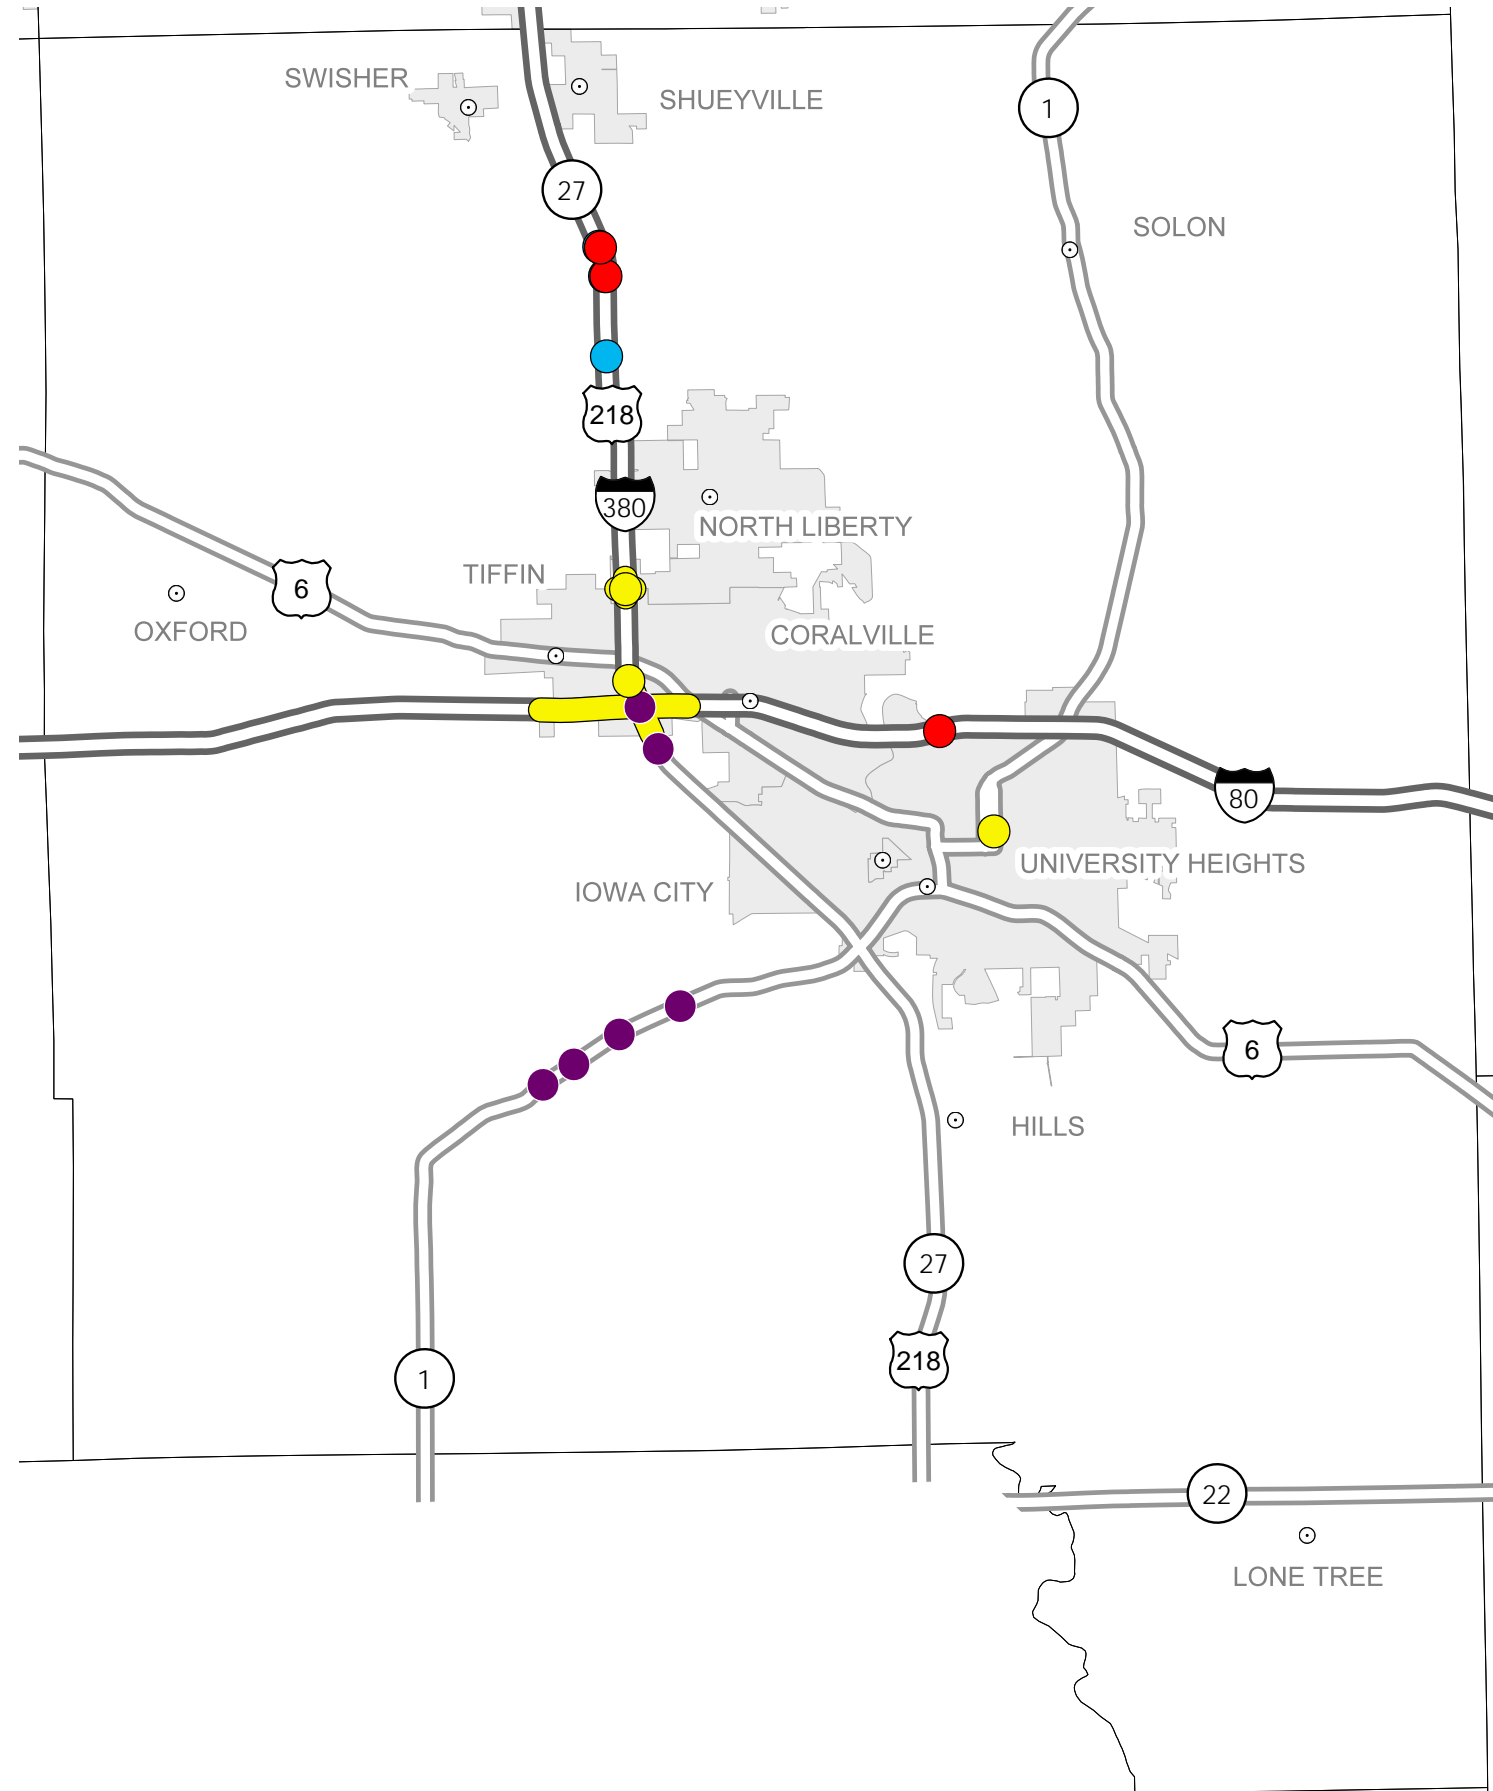 SWISHER
SHUEYVILLE
1
27
SOLON
218
380
NORTH LIBERTY
TIFFIN
6
OXFORD
CORALVILLE
80
UNIVERSITY HEIGHTS
IOWA CITY
6
HILLS
27
218
1
22
LONE TREE